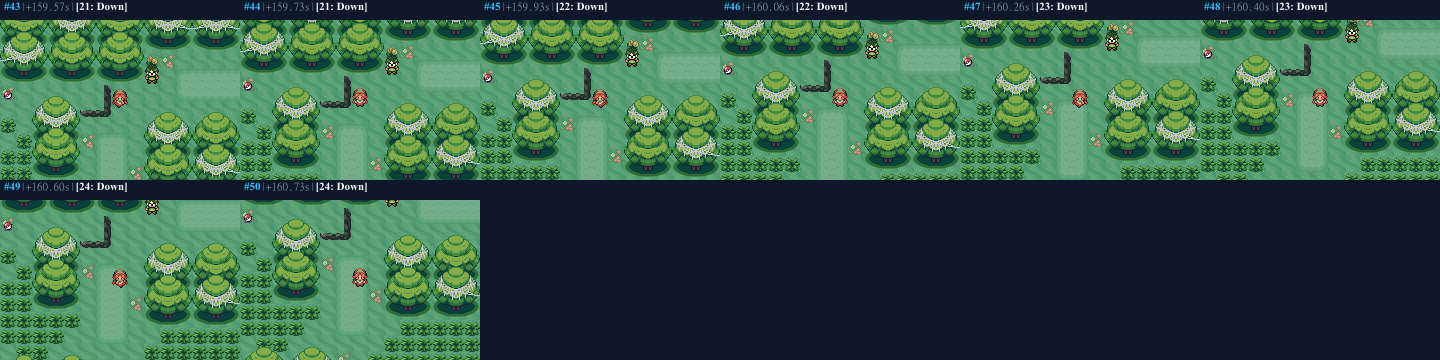 #43|+159.57s|[21: Down]
#44|+159.73s|[21: Down]
#45|+159.93s|[22: Down]
#46|+160.06s|[22: Down]
#47|+160.26s|[23: Down]
#48|+160.40s|[23: Down]
#49|+160.60s|[24: Down]
#50|+160.73s|[24: Down]